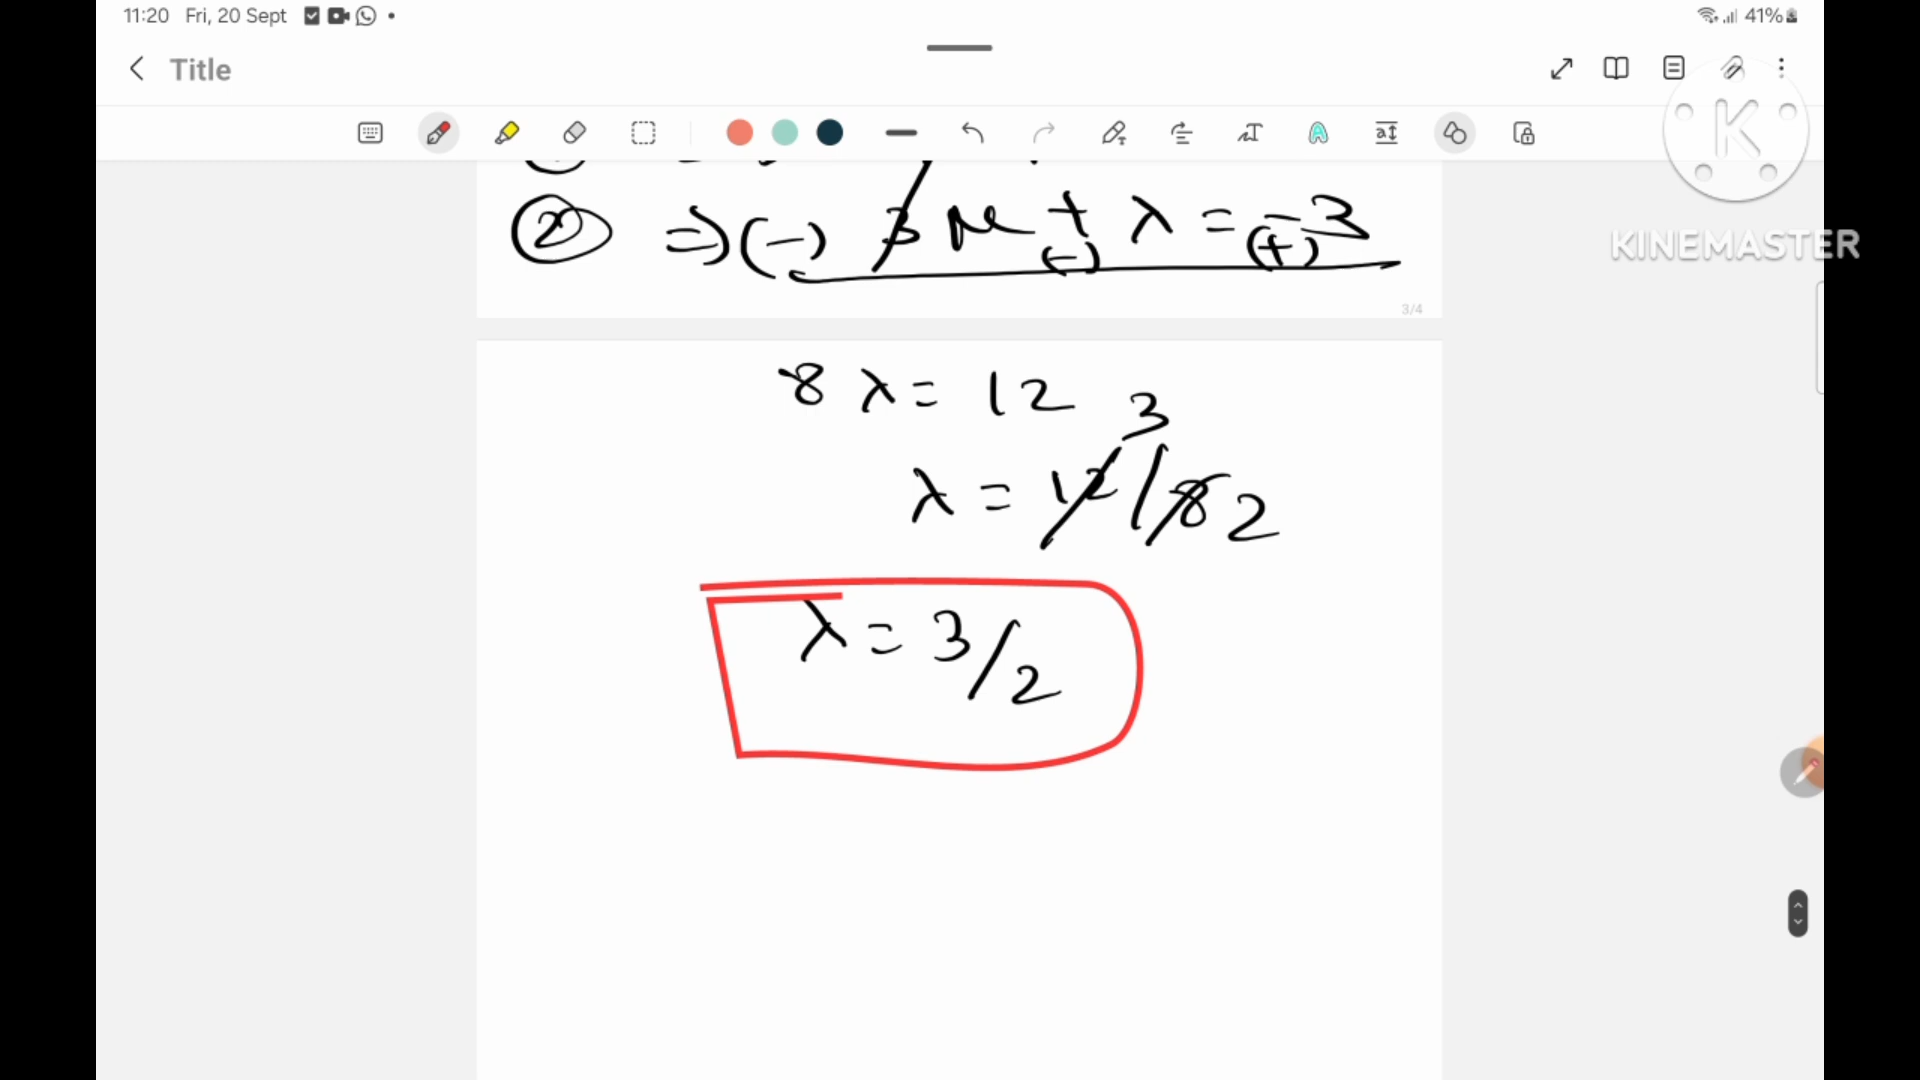 11:20 Fri, 20 Sept 41%
Title
KINEMASTER
② ⇒ (-) 3μ + λ = -3
(-) (+)
3/4
8λ = 12
3
λ = 12/8 2
λ = 3/2